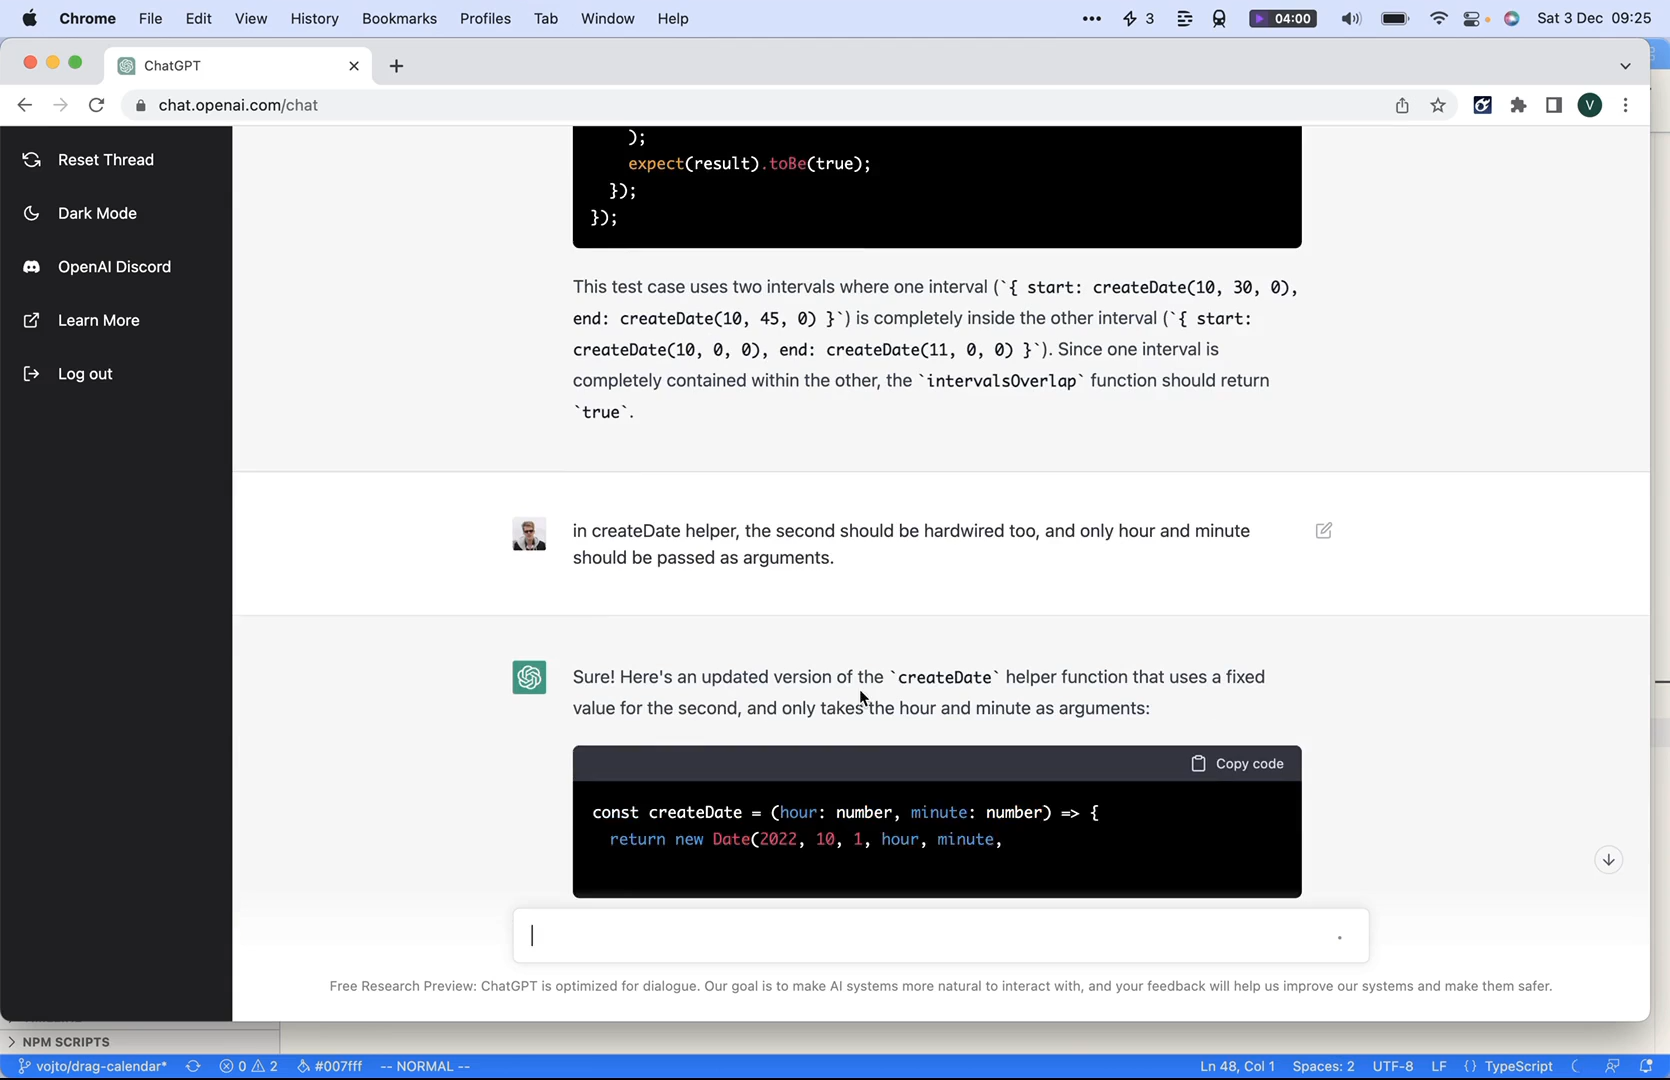 Chrome File Edit View History Bookmarks Profiles Tab Window Help ••• 3 04:00 Sat 3 Dec 09:25
ChatGPT
chat.openai.com/chat V
Reset Thread
Dark Mode
OpenAI Discord
Learn More
Log out
);
expect(result).toBe(true);
});
});
This test case uses two intervals where one interval (`{ start: createDate(10, 30, 0),
end: createDate(10, 45, 0) }`) is completely inside the other interval (`{ start:
createDate(10, 0, 0), end: createDate(11, 0, 0) }`). Since one interval is
completely contained within the other, the `intervalsOverlap` function should return
`true`.
in createDate helper, the second should be hardwired too, and only hour and minute
should be passed as arguments.
Sure! Here's an updated version of the `createDate` helper function that uses a fixed
value for the second, and only takes the hour and minute as arguments:
Copy code
const createDate = (hour: number, minute: number) => {
return new Date(2022, 10, 1, hour, minute,
Free Research Preview: ChatGPT is optimized for dialogue. Our goal is to make AI systems more natural to interact with, and your feedback will help us improve our systems and make them safer.
NPM SCRIPTS
vojto/drag-calendar* 0 2 #007fff -- NORMAL -- Ln 48, Col 1 Spaces: 2 UTF-8 LF {} TypeScript